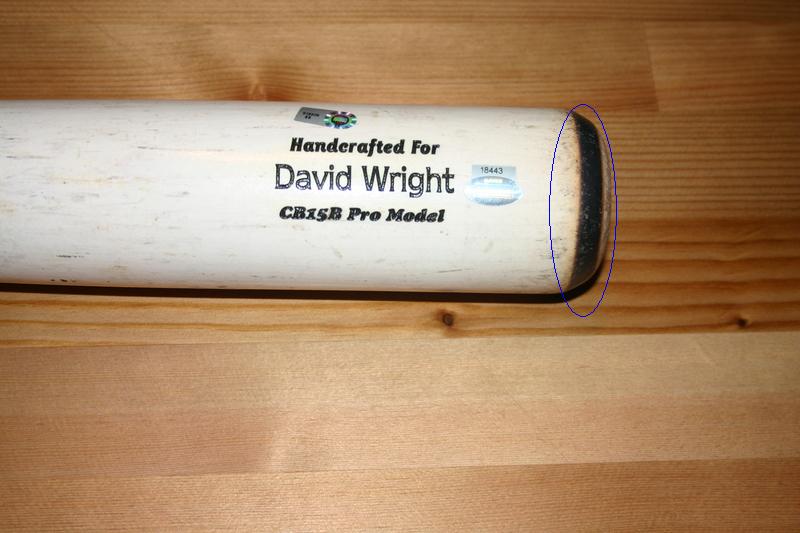 Handcrafted For
David Wright
18443
CB15B Pro Model